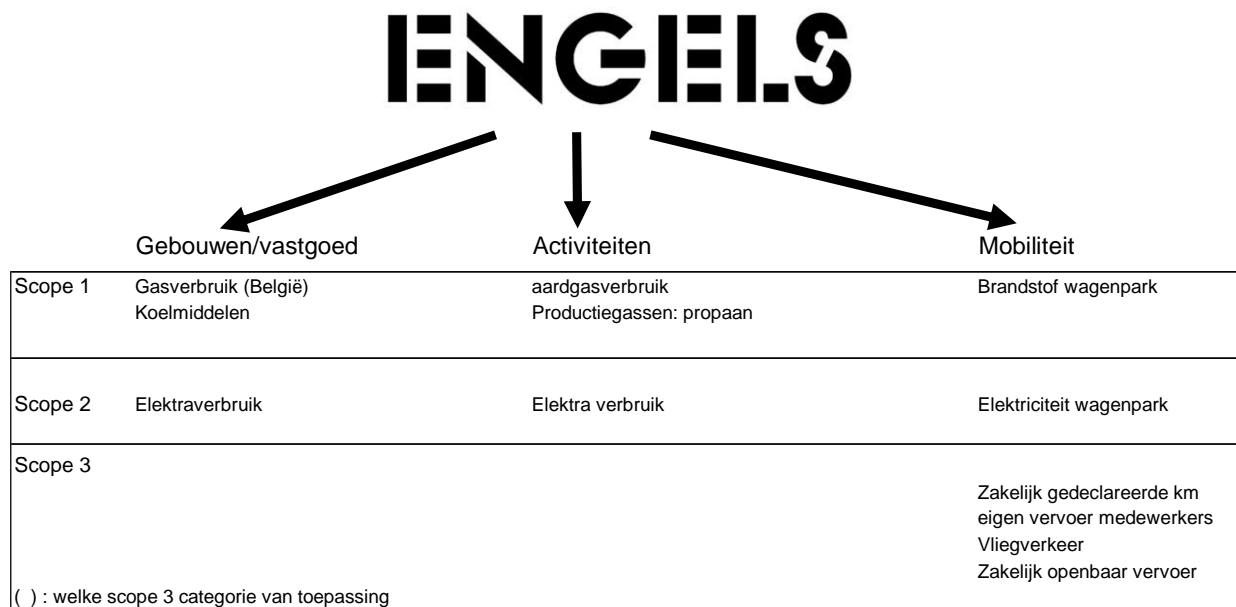 ENGELS
Gebouwen/vastgoed Activiteiten Mobiliteit
Scope 1 Gasverbruik (België) aardgasverbruik Brandstof wagenpark
Koelmiddelen Productiegassen: propaan
Scope 2 Elektraverbruik Elektra verbruik Elektriciteit wagenpark
Scope 3
Zakelijk gedeclareerde km
eigen vervoer medewerkers
Vliegverkeer
Zakelijk openbaar vervoer
( ) : welke scope 3 categorie van toepassing